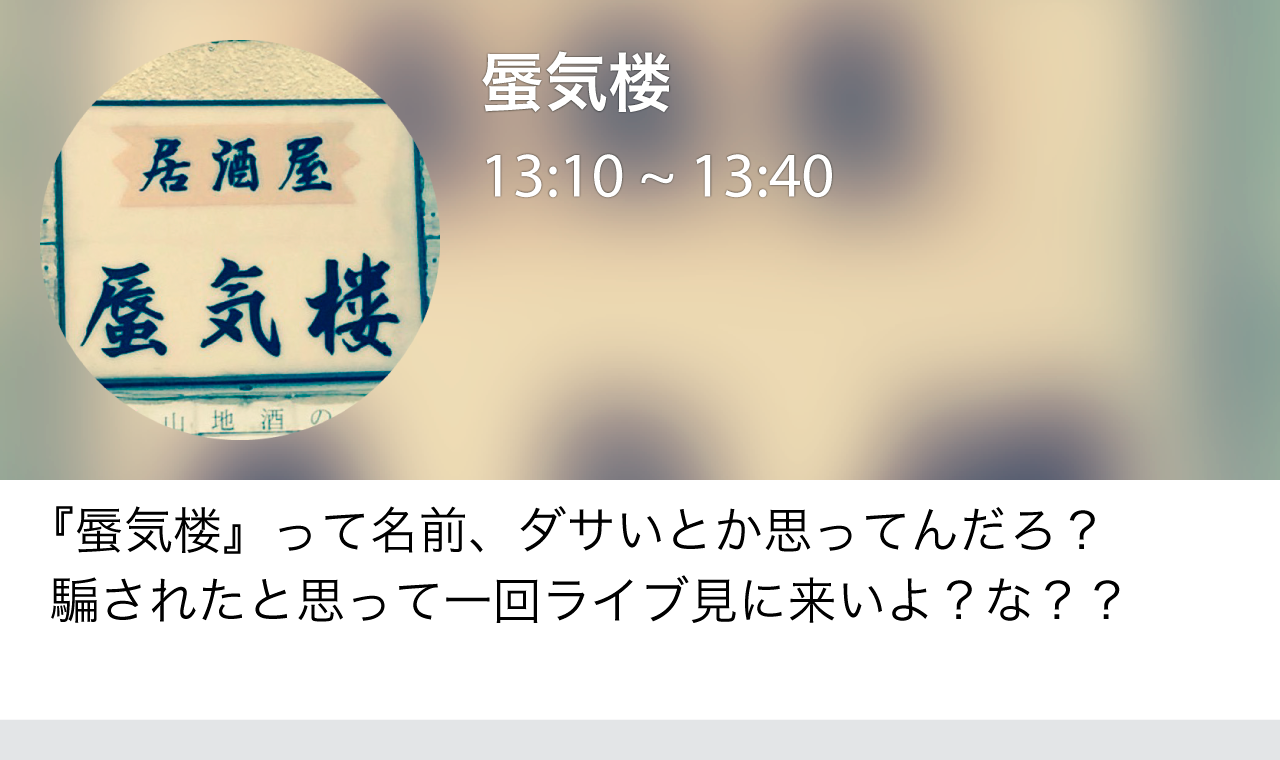 居酒屋
蜃気楼
山地酒の
蜃気楼
13:10 ~ 13:40
『蜃気楼』って名前、ダサいとか思ってんだろ？
騙されたと思って一回ライブ見に来いよ？な？？